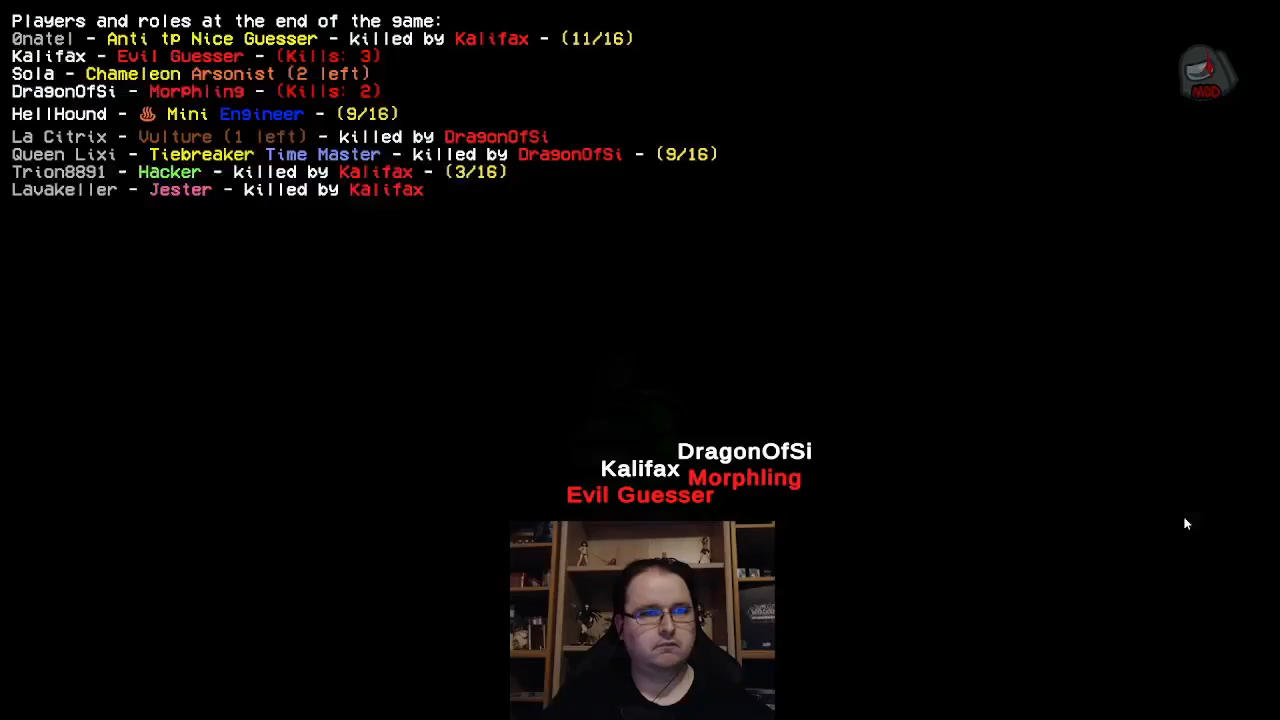 Players and roles at the end of the game:
0natel - Anti tp Nice Guesser - killed by Kalifax - (11/16)
Kalifax - Evil Guesser - (Kills: 3)
Sola - Chameleon Arsonist (2 left)
DragonOfSi - Morphling - (Kills: 2)
HellHound - ♨ Mini Engineer - (9/16)
La Citrix - Vulture (1 left) - killed by DragonOfSi
Queen Lixi - Tiebreaker Time Master - killed by DragonOfSi - (9/16)
Trion8891 - Hacker - killed by Kalifax - (3/16)
Lavakeller - Jester - killed by Kalifax
MOD
DragonOfSi
Kalifax
Morphling
Evil Guesser